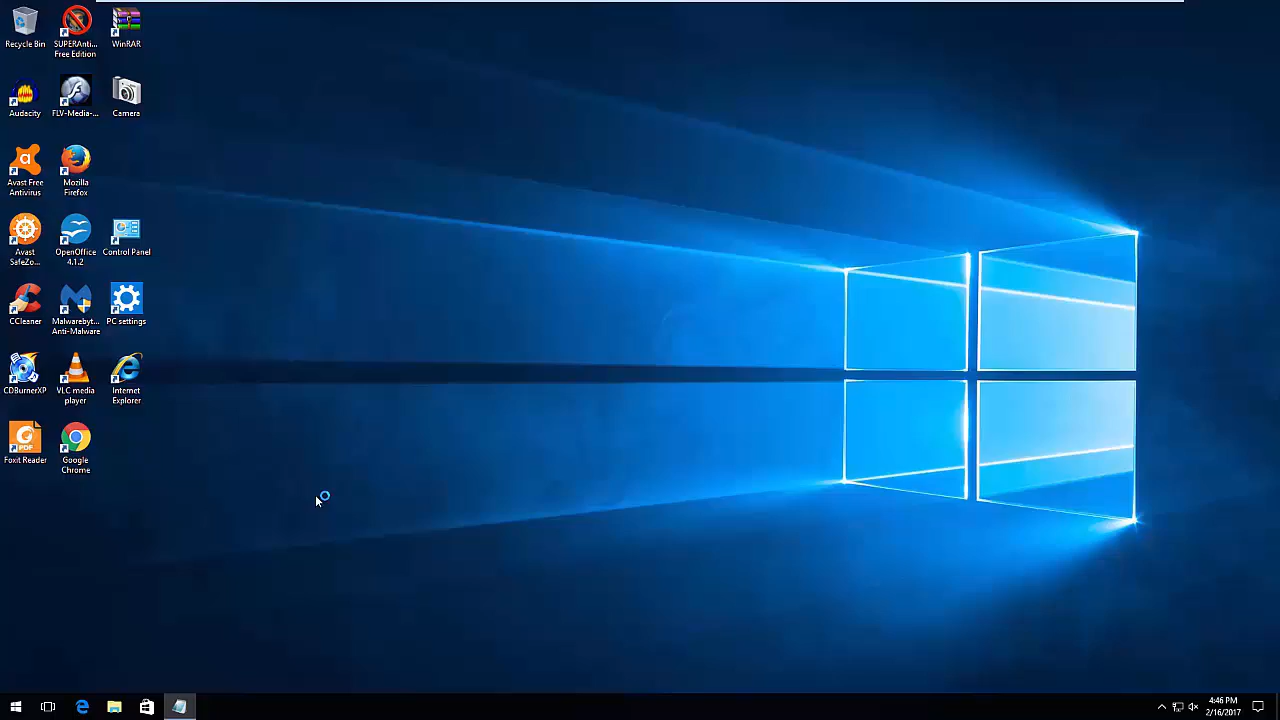 Recycle Bin
SUPERAnti...
Free Edition
WinRAR
Audacity
FLV-Media-...
Camera
Avast Free
Antivirus
Mozilla
Firefox
Avast
SafeZo...
OpenOffice
4.1.2
Control Panel
CCleaner
Malwareby...
Anti-Malware
PC settings
CDBurnerXP
VLC media
player
Internet
Explorer
PDF
Foxit Reader
Google
Chrome
4:46 PM
2/16/2017